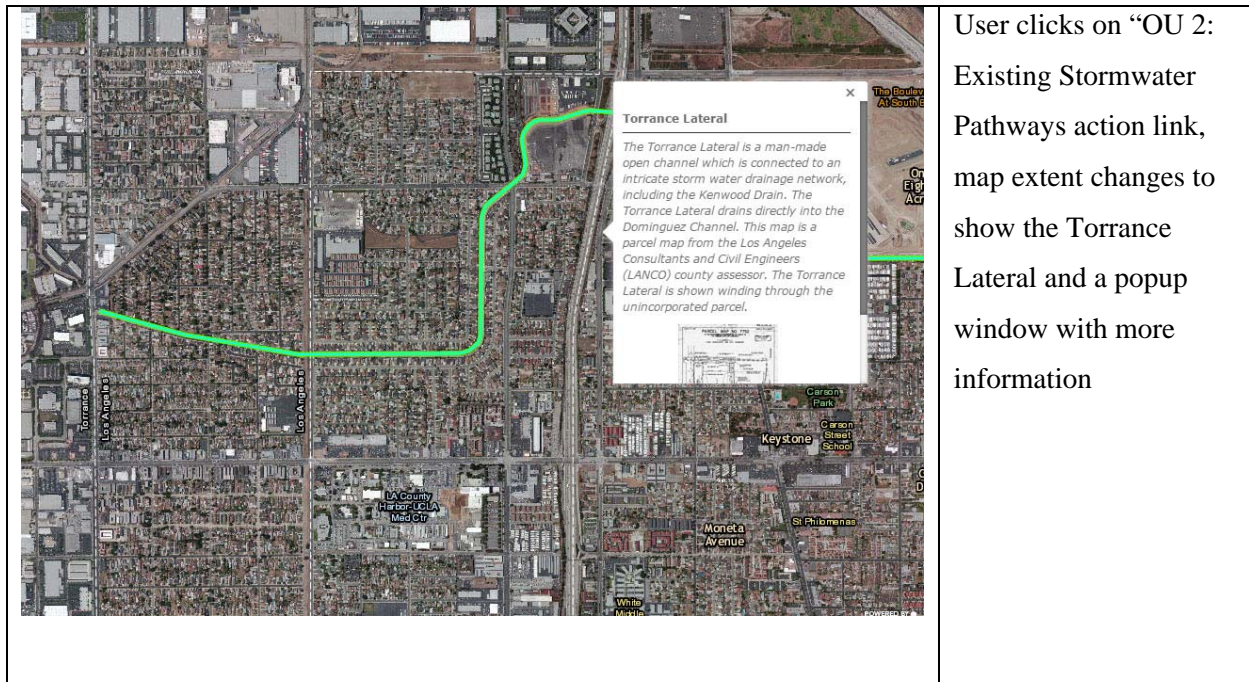 User clicks on “OU 2:
Existing Stormwater
Pathways action link,
map extent changes to
show the Torrance
Lateral and a popup
window with more
information
The Boulev
At South B
Torrance Lateral
The Torrance Lateral is a man-made
open channel which is connected to an
intricate storm water drainage network,
including the Kenwood Drain. The
Torrance Lateral drains directly into the
Dominguez Channel. This map is a
parcel map from the Los Angeles
Consultants and Civil Engineers
(LANCO) county assessor. The Torrance
Lateral is shown winding through the
unincorporated parcel.
On
Eigh
Acr
Torrance
Los Angeles
Los Angeles
Carson
Park
Carson
Street
School
Keystone
LA County
Harbor-UCLA
Med Ctr
Moneta
Avenue
St Philomenas
White
Middle
POWERED BY